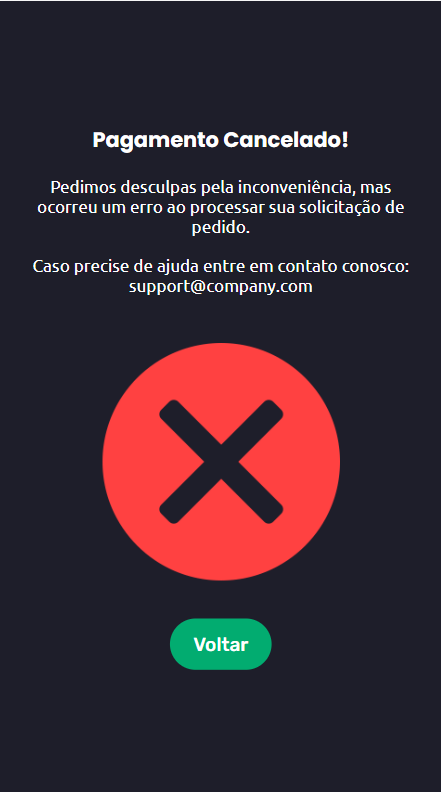 Pagamento Cancelado!
Pedimos desculpas pela inconveniência, mas
ocorreu um erro ao processar sua solicitação de
pedido.
Caso precise de ajuda entre em contato conosco:
support@company.com
Voltar